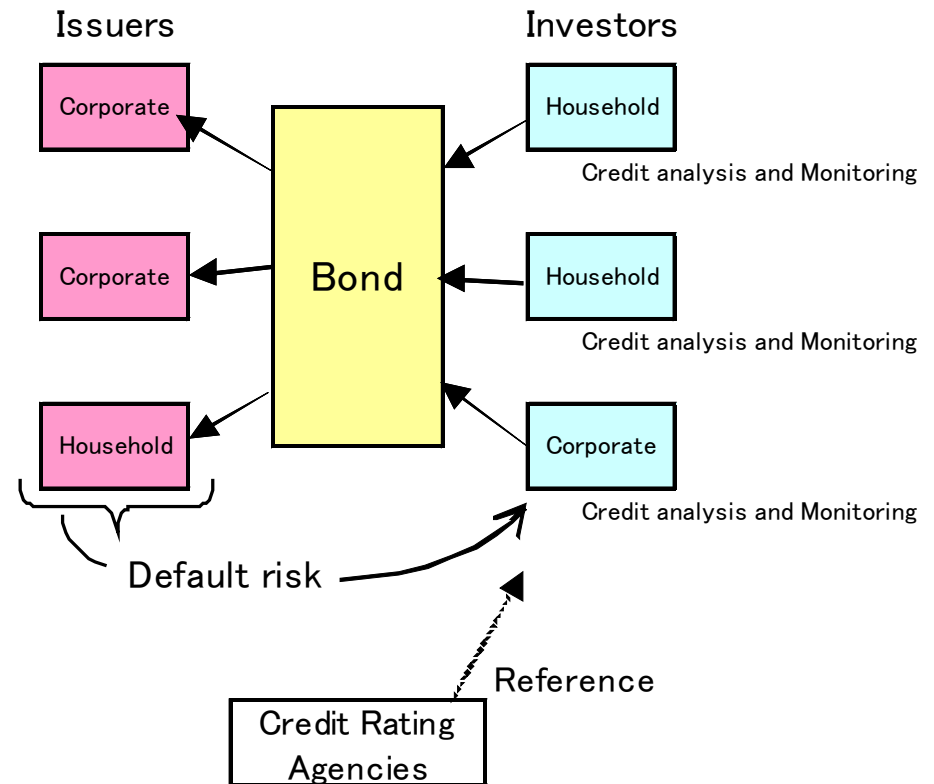 Issuers
Investors
Corporate
Household
Credit analysis and Monitoring
Corporate
Bond
Household
Credit analysis and Monitoring
Household
Corporate
Credit analysis and Monitoring
Default risk
Reference
Credit Rating
Agencies